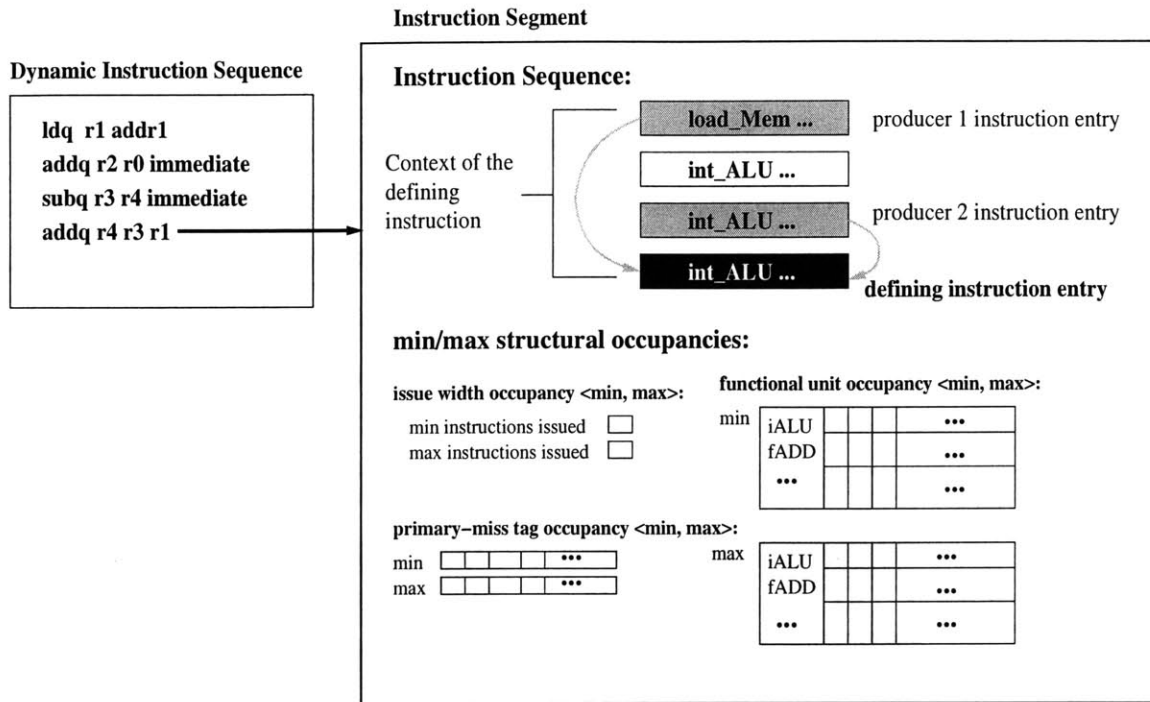 Instruction Segment
Dynamic Instruction Sequence
ldq r1 addr1
addq r2 r0 immediate
subq r3 r4 immediate
addq r4 r3 r1
Instruction Sequence:
Context of the
defining
instruction
load_Mem ...
producer 1 instruction entry
int_ALU ...
int_ALU ...
producer 2 instruction entry
int_ALU ...
defining instruction entry
min/max structural occupancies:
issue width occupancy <min, max>:
min instructions issued
max instructions issued
functional unit occupancy <min, max>:
min
iALU
fADD
...
...
...
...
primary−miss tag occupancy <min, max>:
min
...
max
...
max
iALU
fADD
...
...
...
...